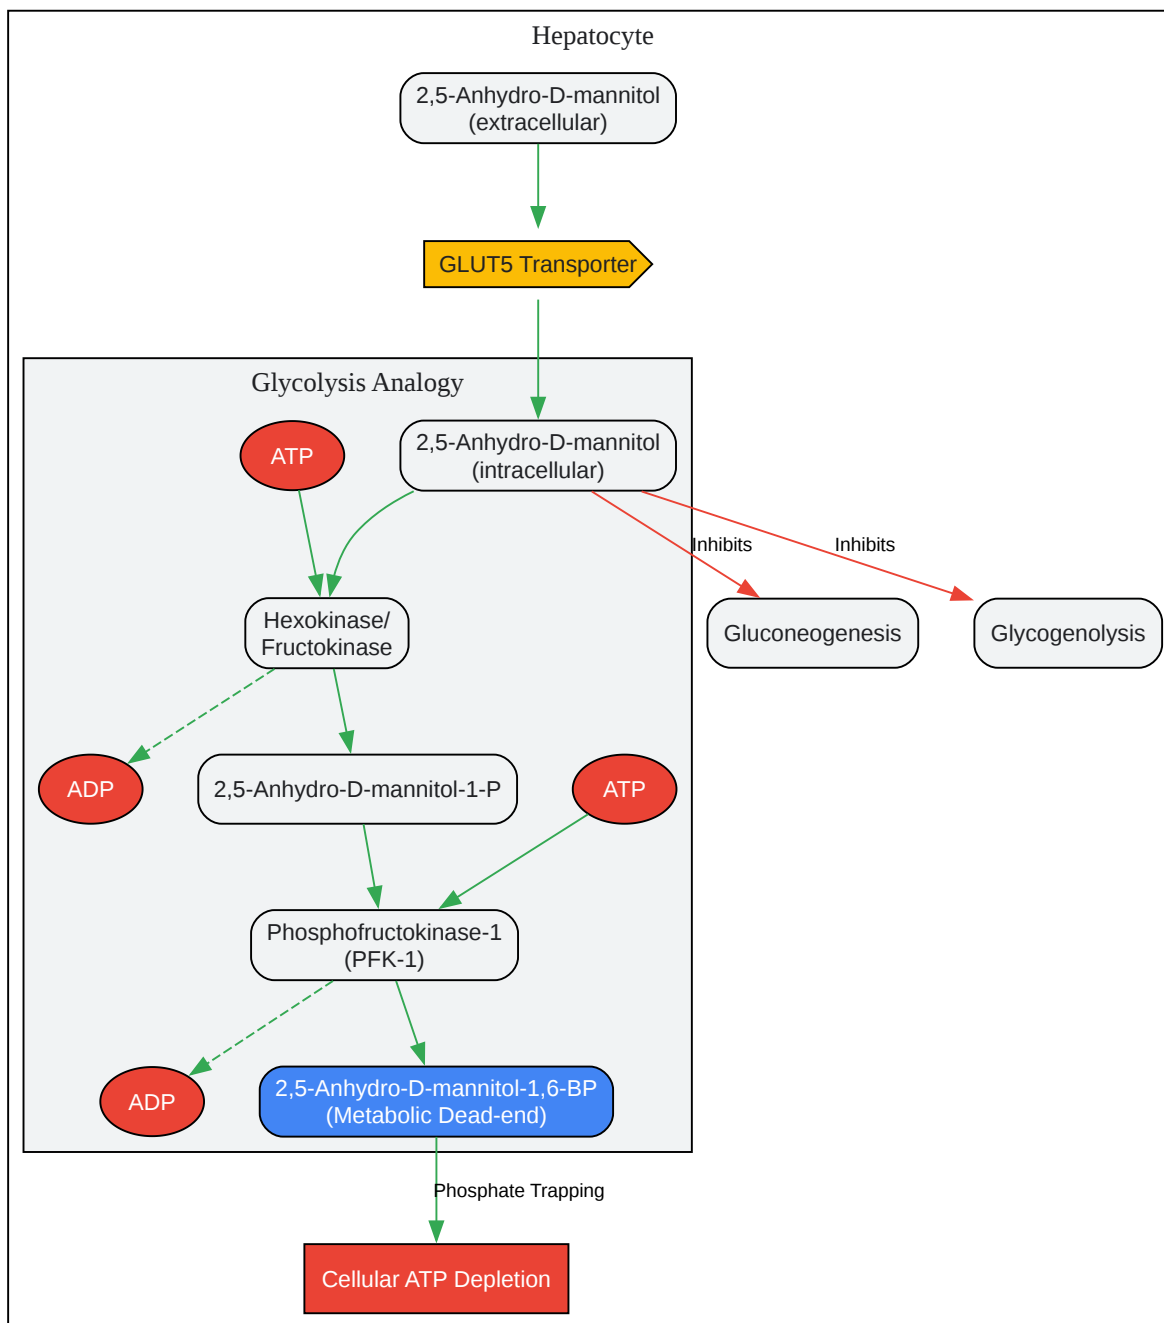 Hepatocyte
2,5-Anhydro-D-mannitol
(extracellular)
GLUT5 Transporter
Glycolysis Analogy
ATP
2,5-Anhydro-D-mannitol
(intracellular)
Inhibits
Inhibits
Hexokinase/
Fructokinase
Gluconeogenesis
Glycogenolysis
ADP
2,5-Anhydro-D-mannitol-1-P
ATP
Phosphofructokinase-1
(PFK-1)
ADP
2,5-Anhydro-D-mannitol-1,6-BP
(Metabolic Dead-end)
Phosphate Trapping
Cellular ATP Depletion